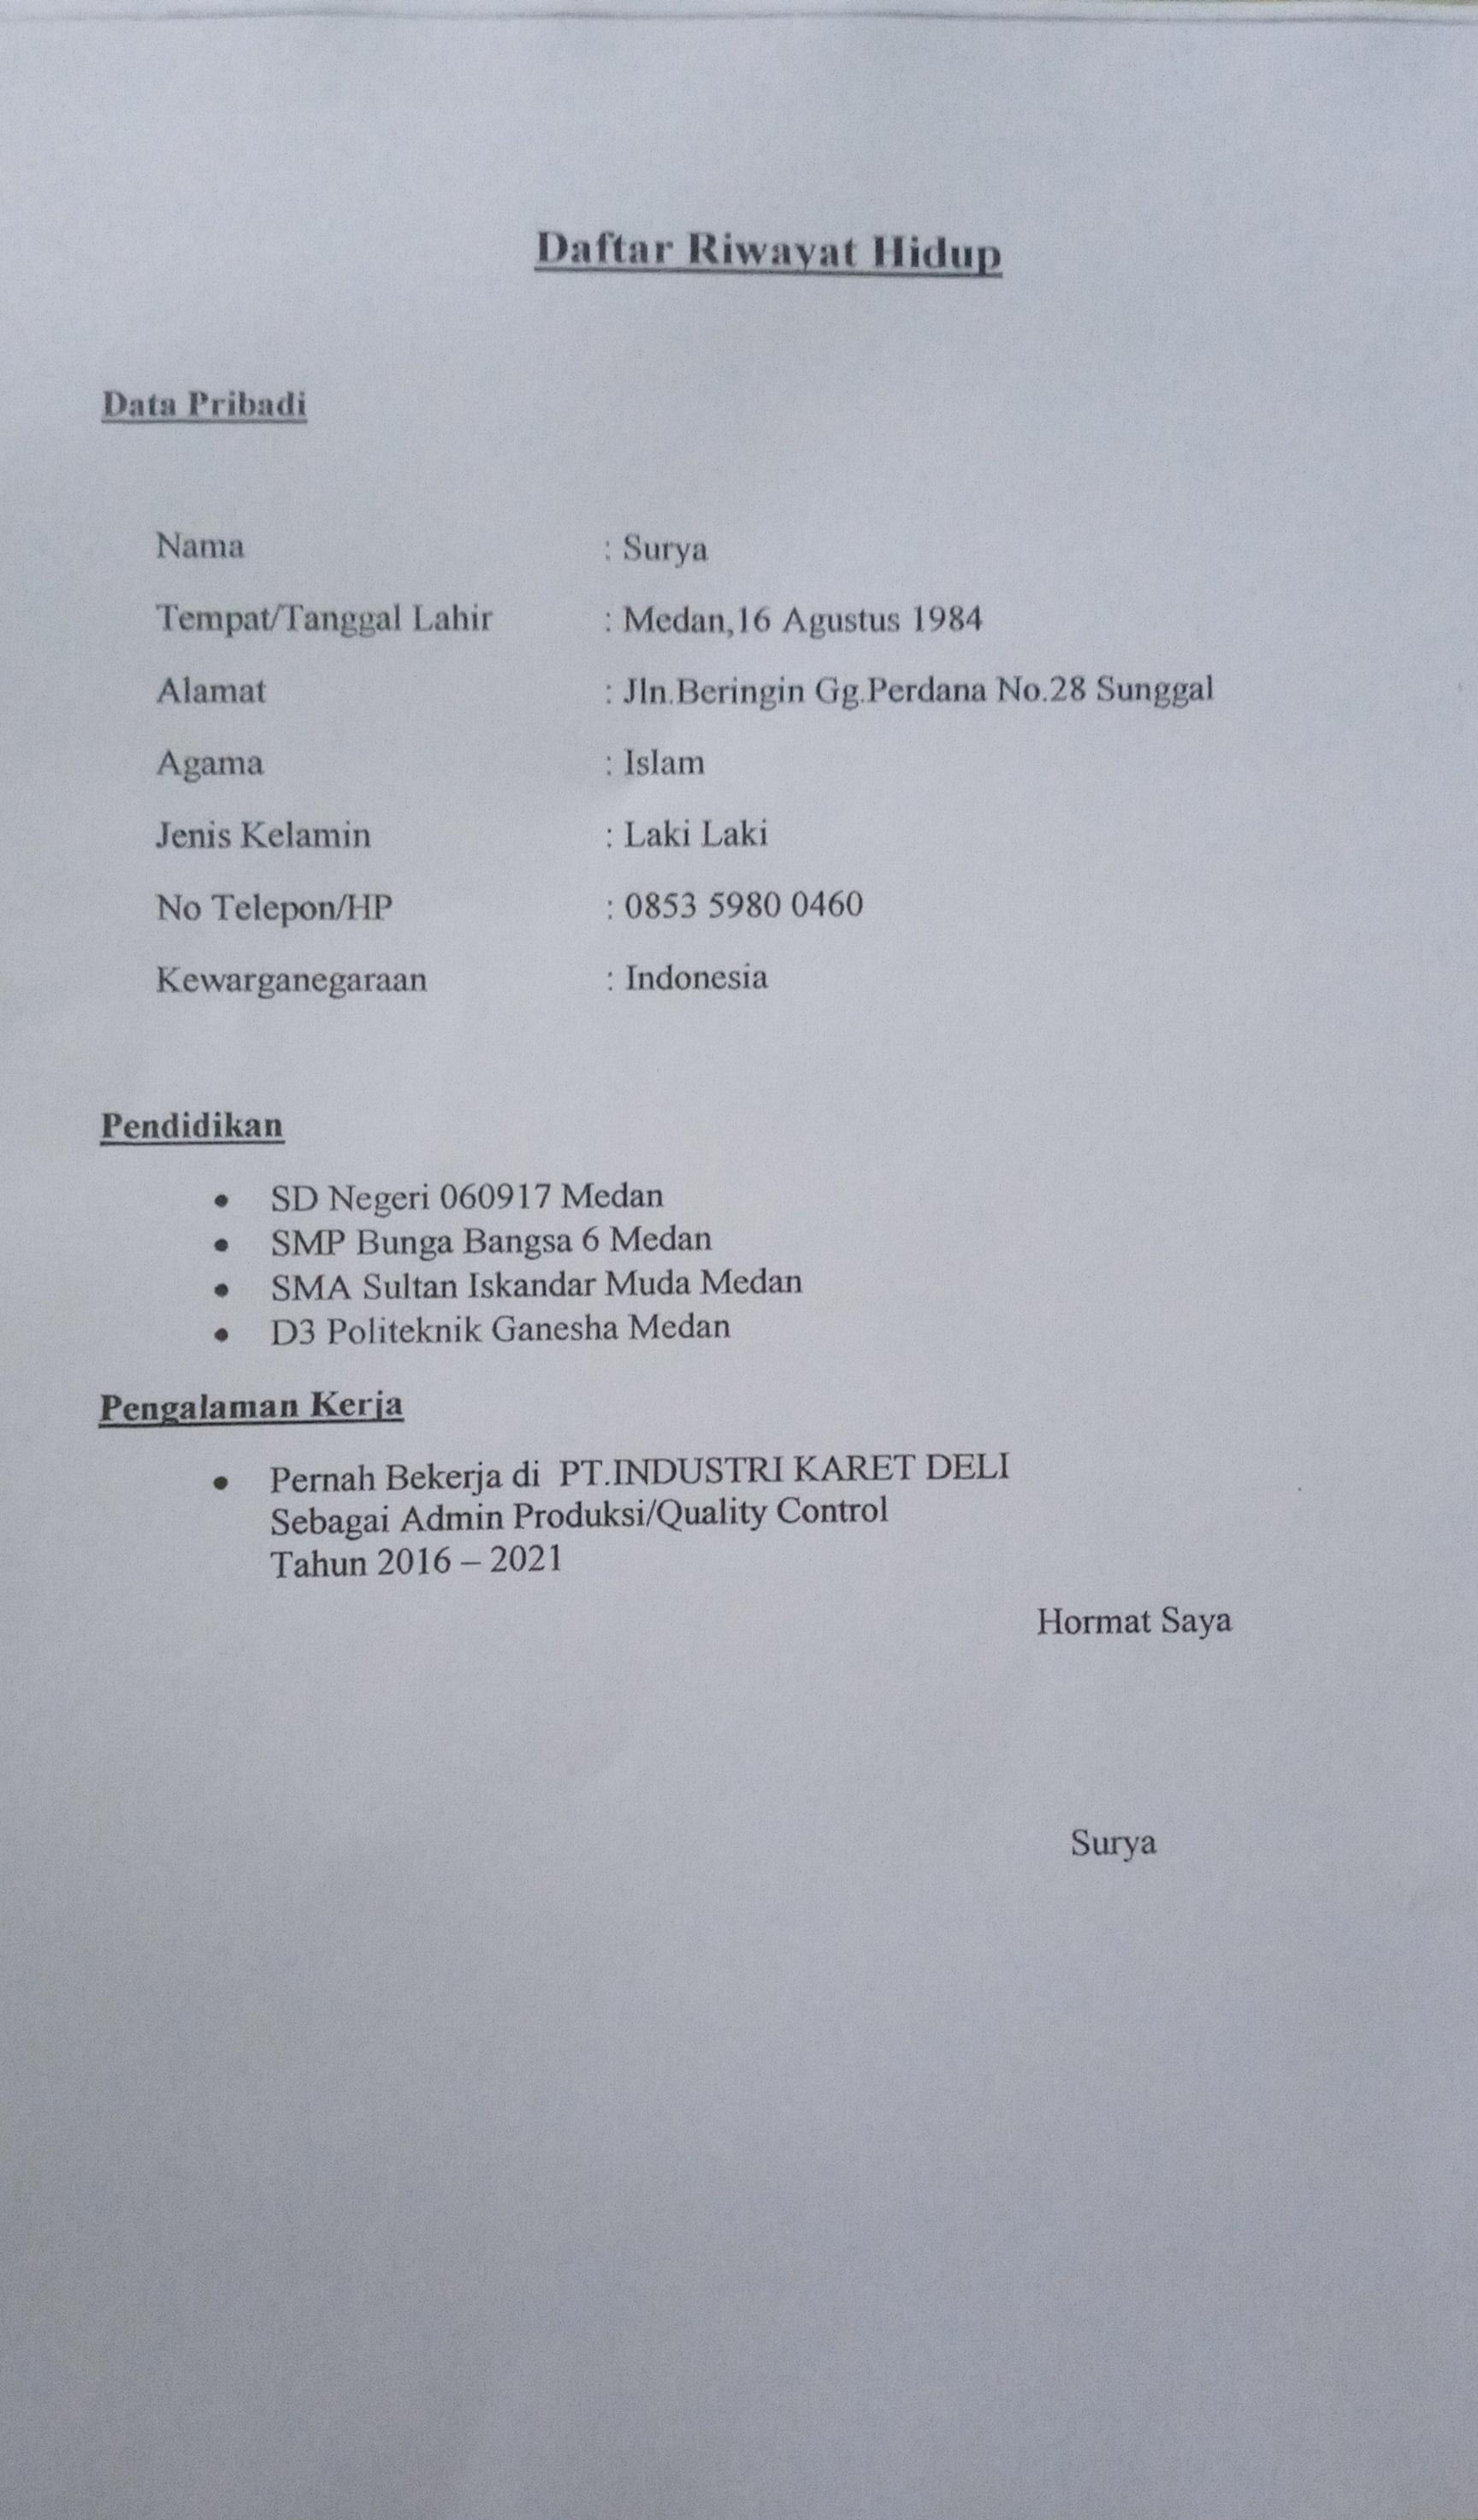 Daftar Riwayat Hidup
Data Pribadi
Nama : Surya
Tempat/Tanggal Lahir : Medan,16 Agustus 1984
Alamat : Jln.Beringin Gg.Perdana No.28 Sunggal
Agama : Islam
Jenis Kelamin : Laki Laki
No Telepon/HP : 0853 5980 0460
Kewarganegaraan : Indonesia
Pendidikan
• SD Negeri 060917 Medan
• SMP Bunga Bangsa 6 Medan
• SMA Sultan Iskandar Muda Medan
• D3 Politeknik Ganesha Medan
Pengalaman Kerja
• Pernah Bekerja di PT.INDUSTRI KARET DELI
Sebagai Admin Produksi/Quality Control
Tahun 2016 – 2021
Hormat Saya
Surya